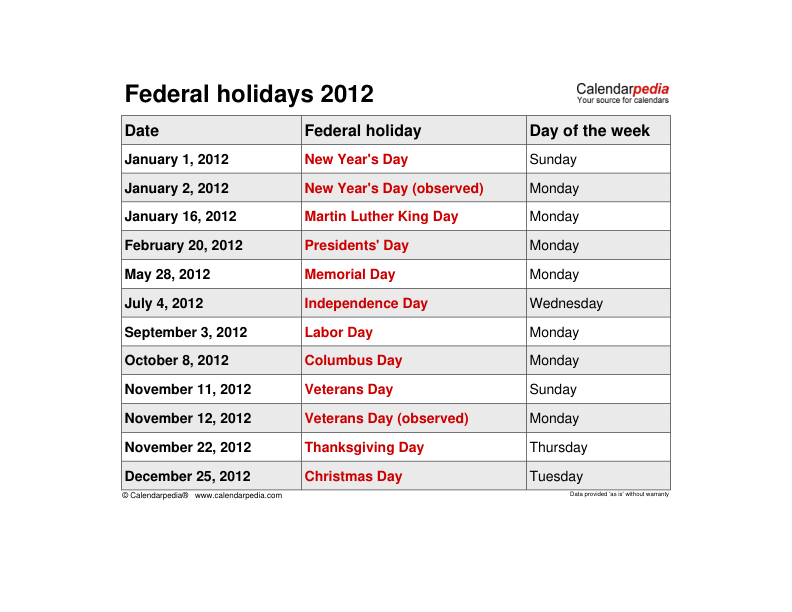 Federal holidays 2012
Calendarpedia
Your source for calendars
Date Federal holiday Day of the week
January 1, 2012 New Year's Day Sunday
January 2, 2012 New Year's Day (observed) Monday
January 16, 2012 Martin Luther King Day Monday
February 20, 2012 Presidents' Day Monday
May 28, 2012 Memorial Day Monday
July 4, 2012 Independence Day Wednesday
September 3, 2012 Labor Day Monday
October 8, 2012 Columbus Day Monday
November 11, 2012 Veterans Day Sunday
November 12, 2012 Veterans Day (observed) Monday
November 22, 2012 Thanksgiving Day Thursday
December 25, 2012 Christmas Day Tuesday
© Calendarpedia® www.calendarpedia.com Data provided 'as is' without warranty